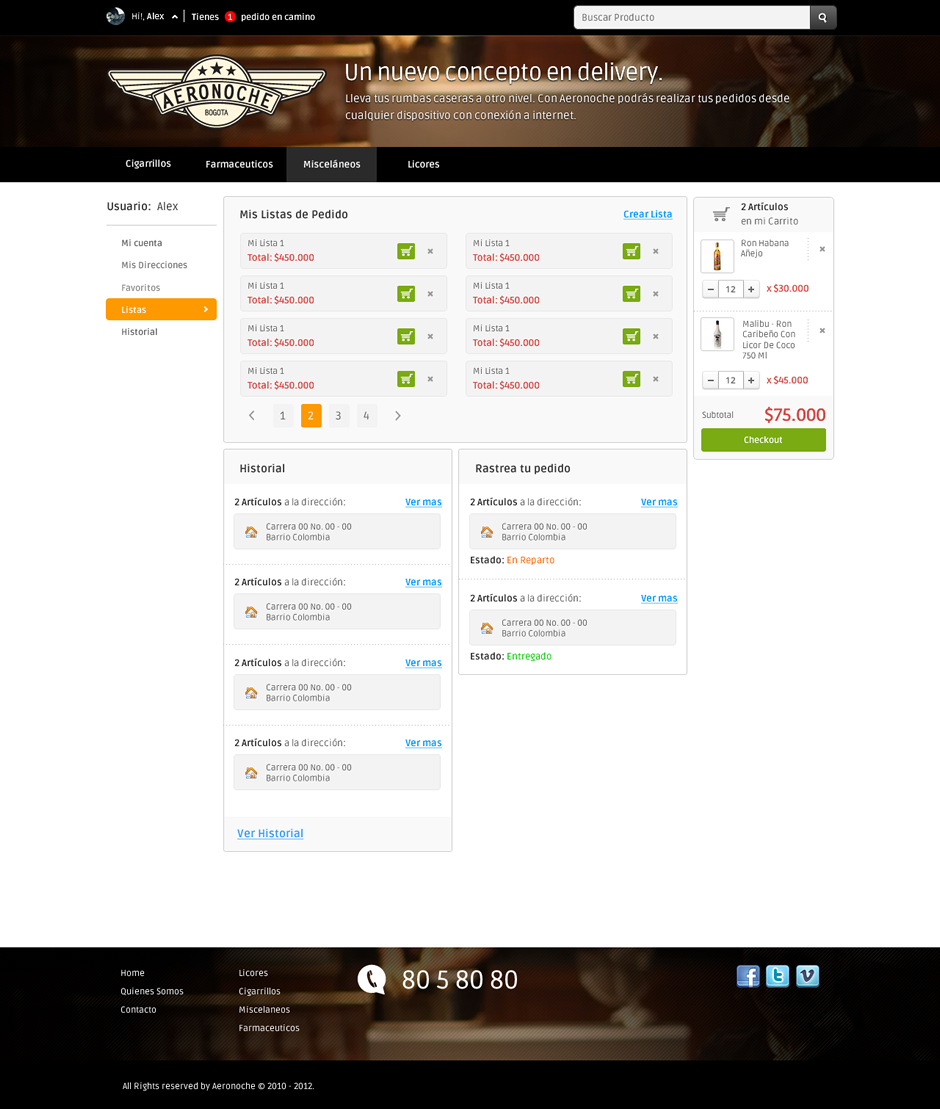 Hi!, Alex
Tienes 1 pedido en camino
Buscar Producto
AERONOCHE
BOGOTA
Un nuevo concepto en delivery.
Lleva tus rumbas caseras a otro nivel. Con Aeronoche podrás realizar tus pedidos desde
cualquier dispositivo con conexión a internet.
Cigarrillos
Farmaceuticos
Misceláneos
Licores
Usuario: Alex
Mi cuenta
Mis Direcciones
Favoritos
Listas
Historial
Mis Listas de Pedido
Crear Lista
Mi Lista 1
Total: $450.000
Mi Lista 1
Total: $450.000
Mi Lista 1
Total: $450.000
Mi Lista 1
Total: $450.000
Mi Lista 1
Total: $450.000
Mi Lista 1
Total: $450.000
Mi Lista 1
Total: $450.000
Mi Lista 1
Total: $450.000
1 2 3 4
2 Artículos
en mi Carrito
Ron Habana
Añejo
12 x $30.000
Malibu - Ron
Caribeño Con
Licor De Coco
750 Ml
12 x $45.000
Subtotal $75.000
Checkout
Historial
2 Artículos a la dirección: Ver mas
Carrera 00 No. 00 - 00
Barrio Colombia
2 Artículos a la dirección: Ver mas
Carrera 00 No. 00 - 00
Barrio Colombia
2 Artículos a la dirección: Ver mas
Carrera 00 No. 00 - 00
Barrio Colombia
2 Artículos a la dirección: Ver mas
Carrera 00 No. 00 - 00
Barrio Colombia
Ver Historial
Rastrea tu pedido
2 Artículos a la dirección: Ver mas
Carrera 00 No. 00 - 00
Barrio Colombia
Estado: En Reparto
2 Artículos a la dirección: Ver mas
Carrera 00 No. 00 - 00
Barrio Colombia
Estado: Entregado
Home
Quienes Somos
Contacto
Licores
Cigarrillos
Miscelaneos
Farmaceuticos
80 5 80 80
All Rights reserved by Aeronoche © 2010 - 2012.